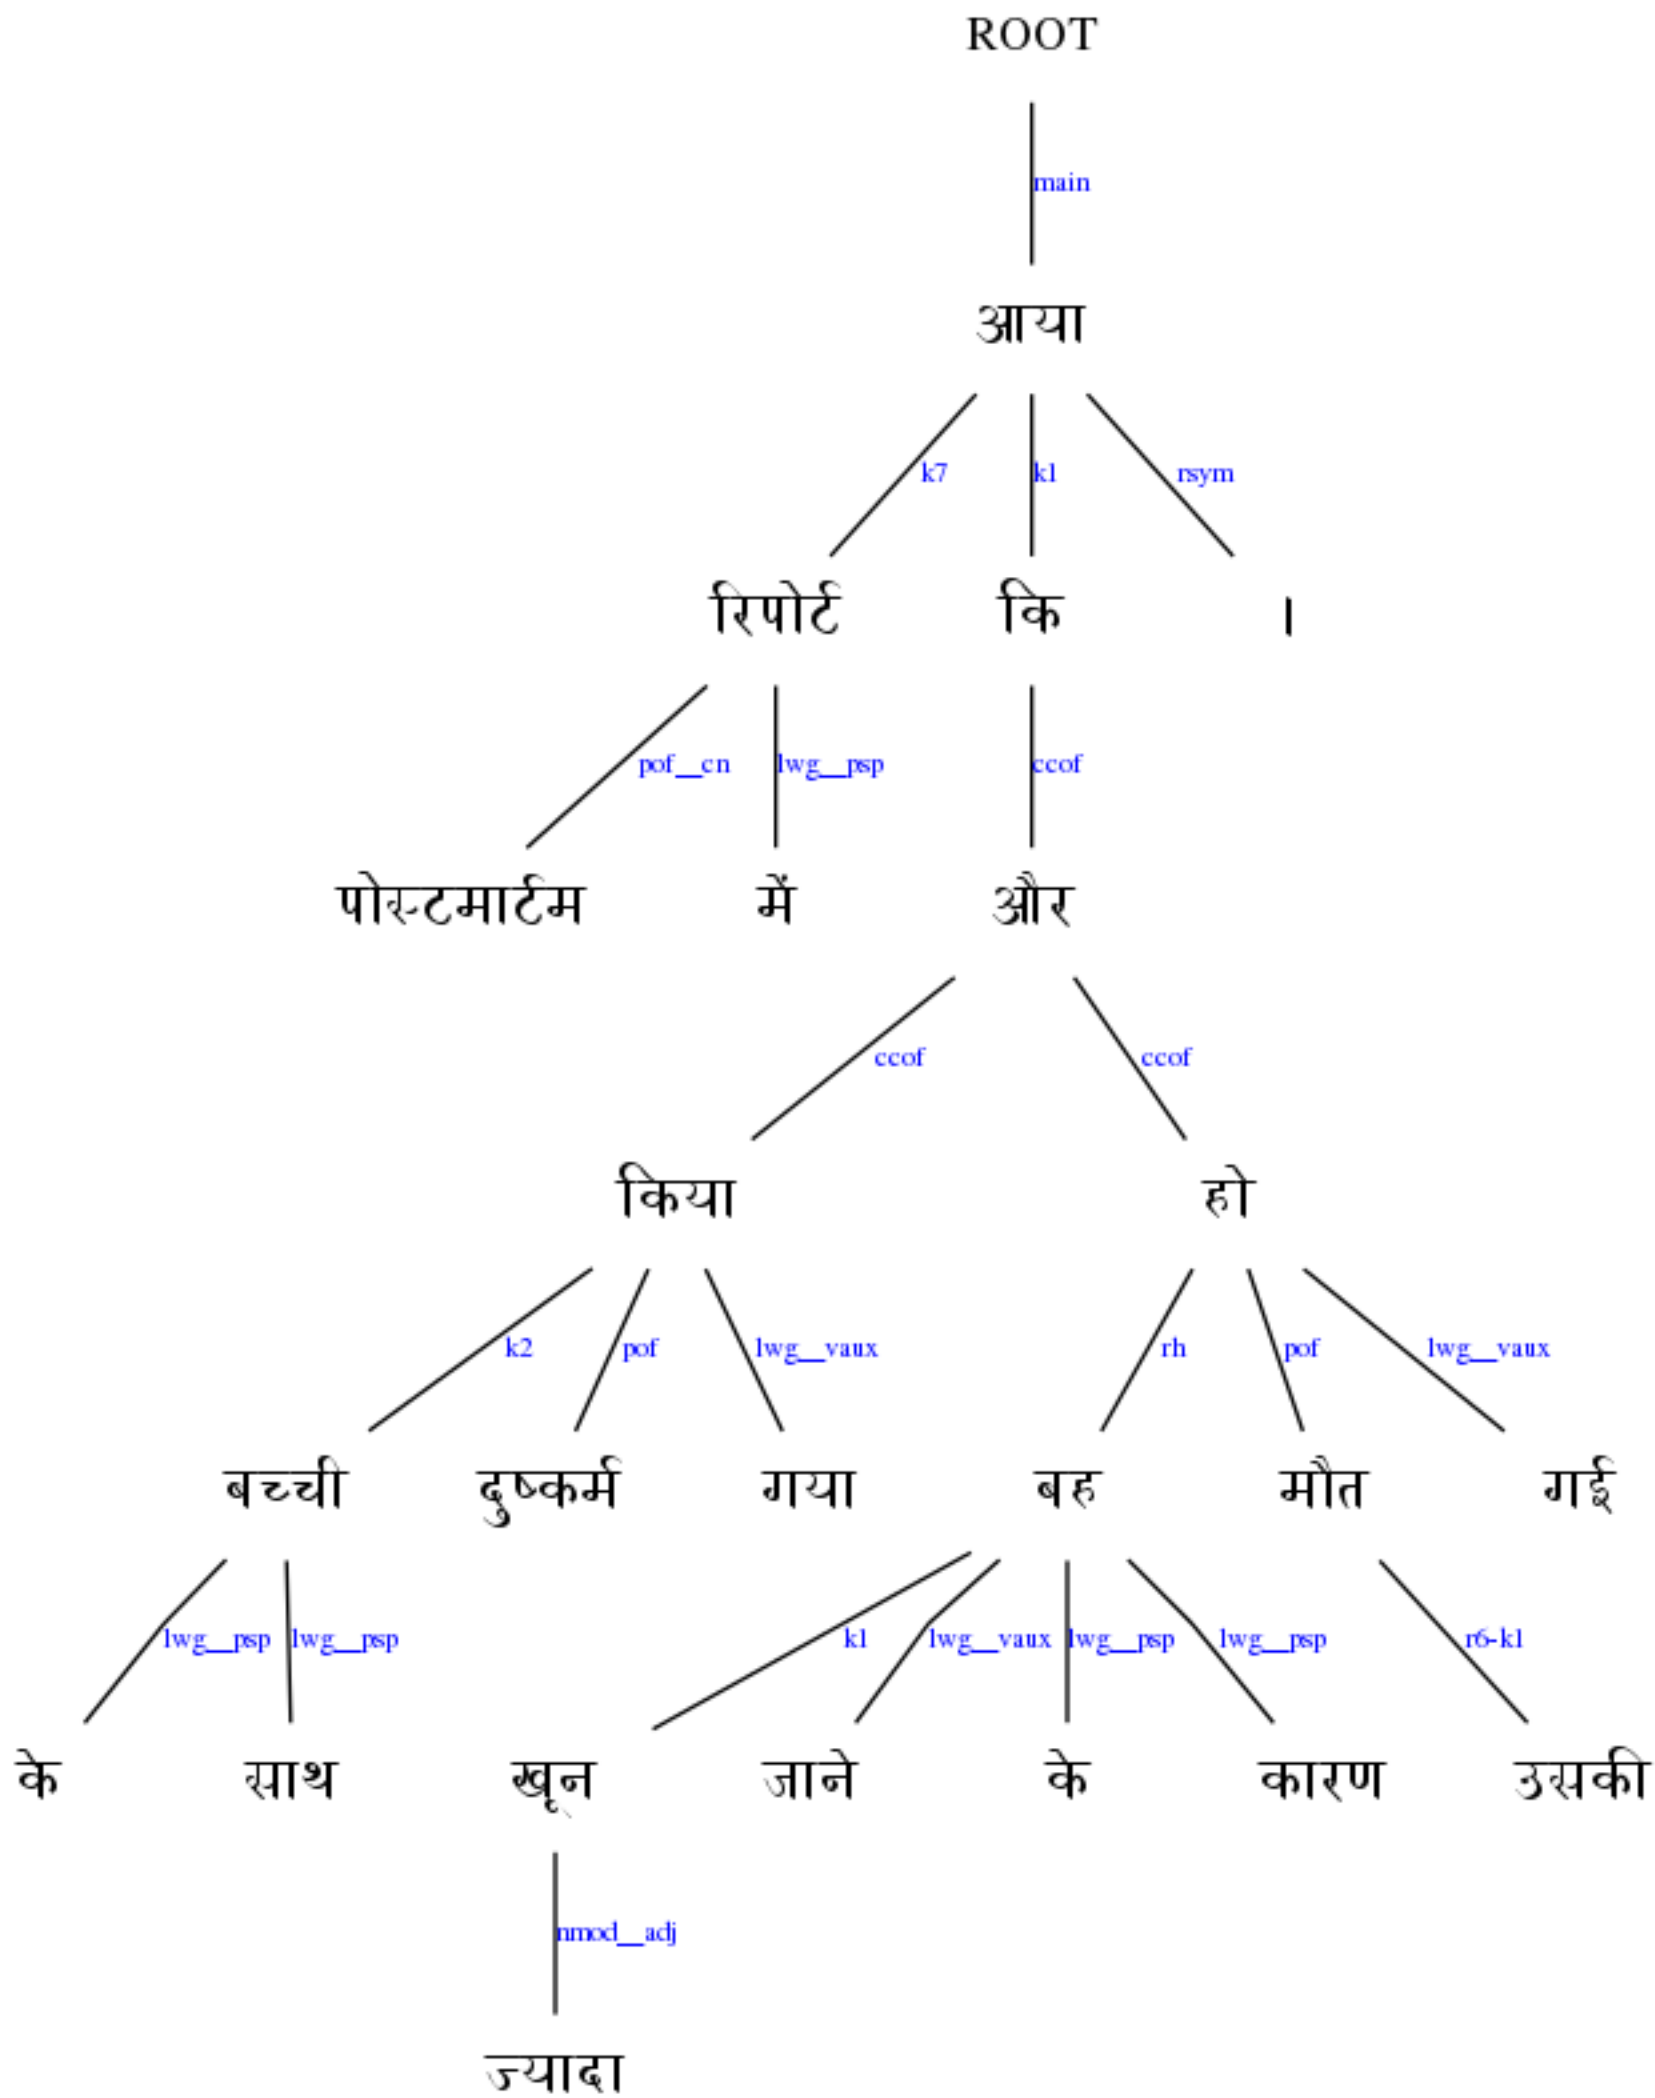 ROOT
main
आया
k7 k1 rsym
रिपोर्ट कि ।
pof__cn lwg__psp ccof
पोस्टमार्टम में और
ccof ccof
किया हो
k2 pof lwg__vaux rh pof lwg__vaux
बच्ची दुष्कर्म गया बह मौत गई
lwg__psp lwg__psp k1 lwg__vaux lwg__psp lwg__psp r6-k1
के साथ खून जाने के कारण उसकी
nmod__adj
ज्यादा